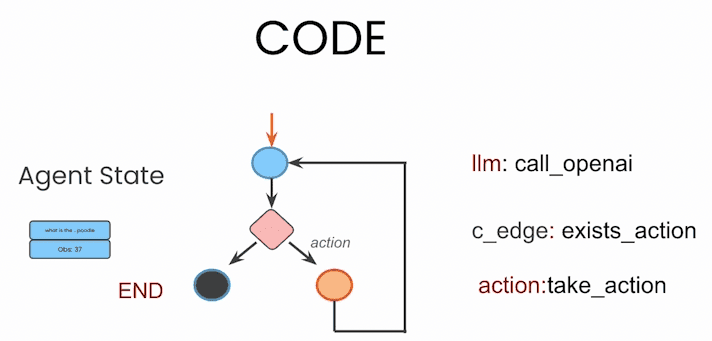 CODE
Agent State
what is the ..poodle
Obs: 37
END
action
llm: call_openai
c_edge: exists_action
action:take_action